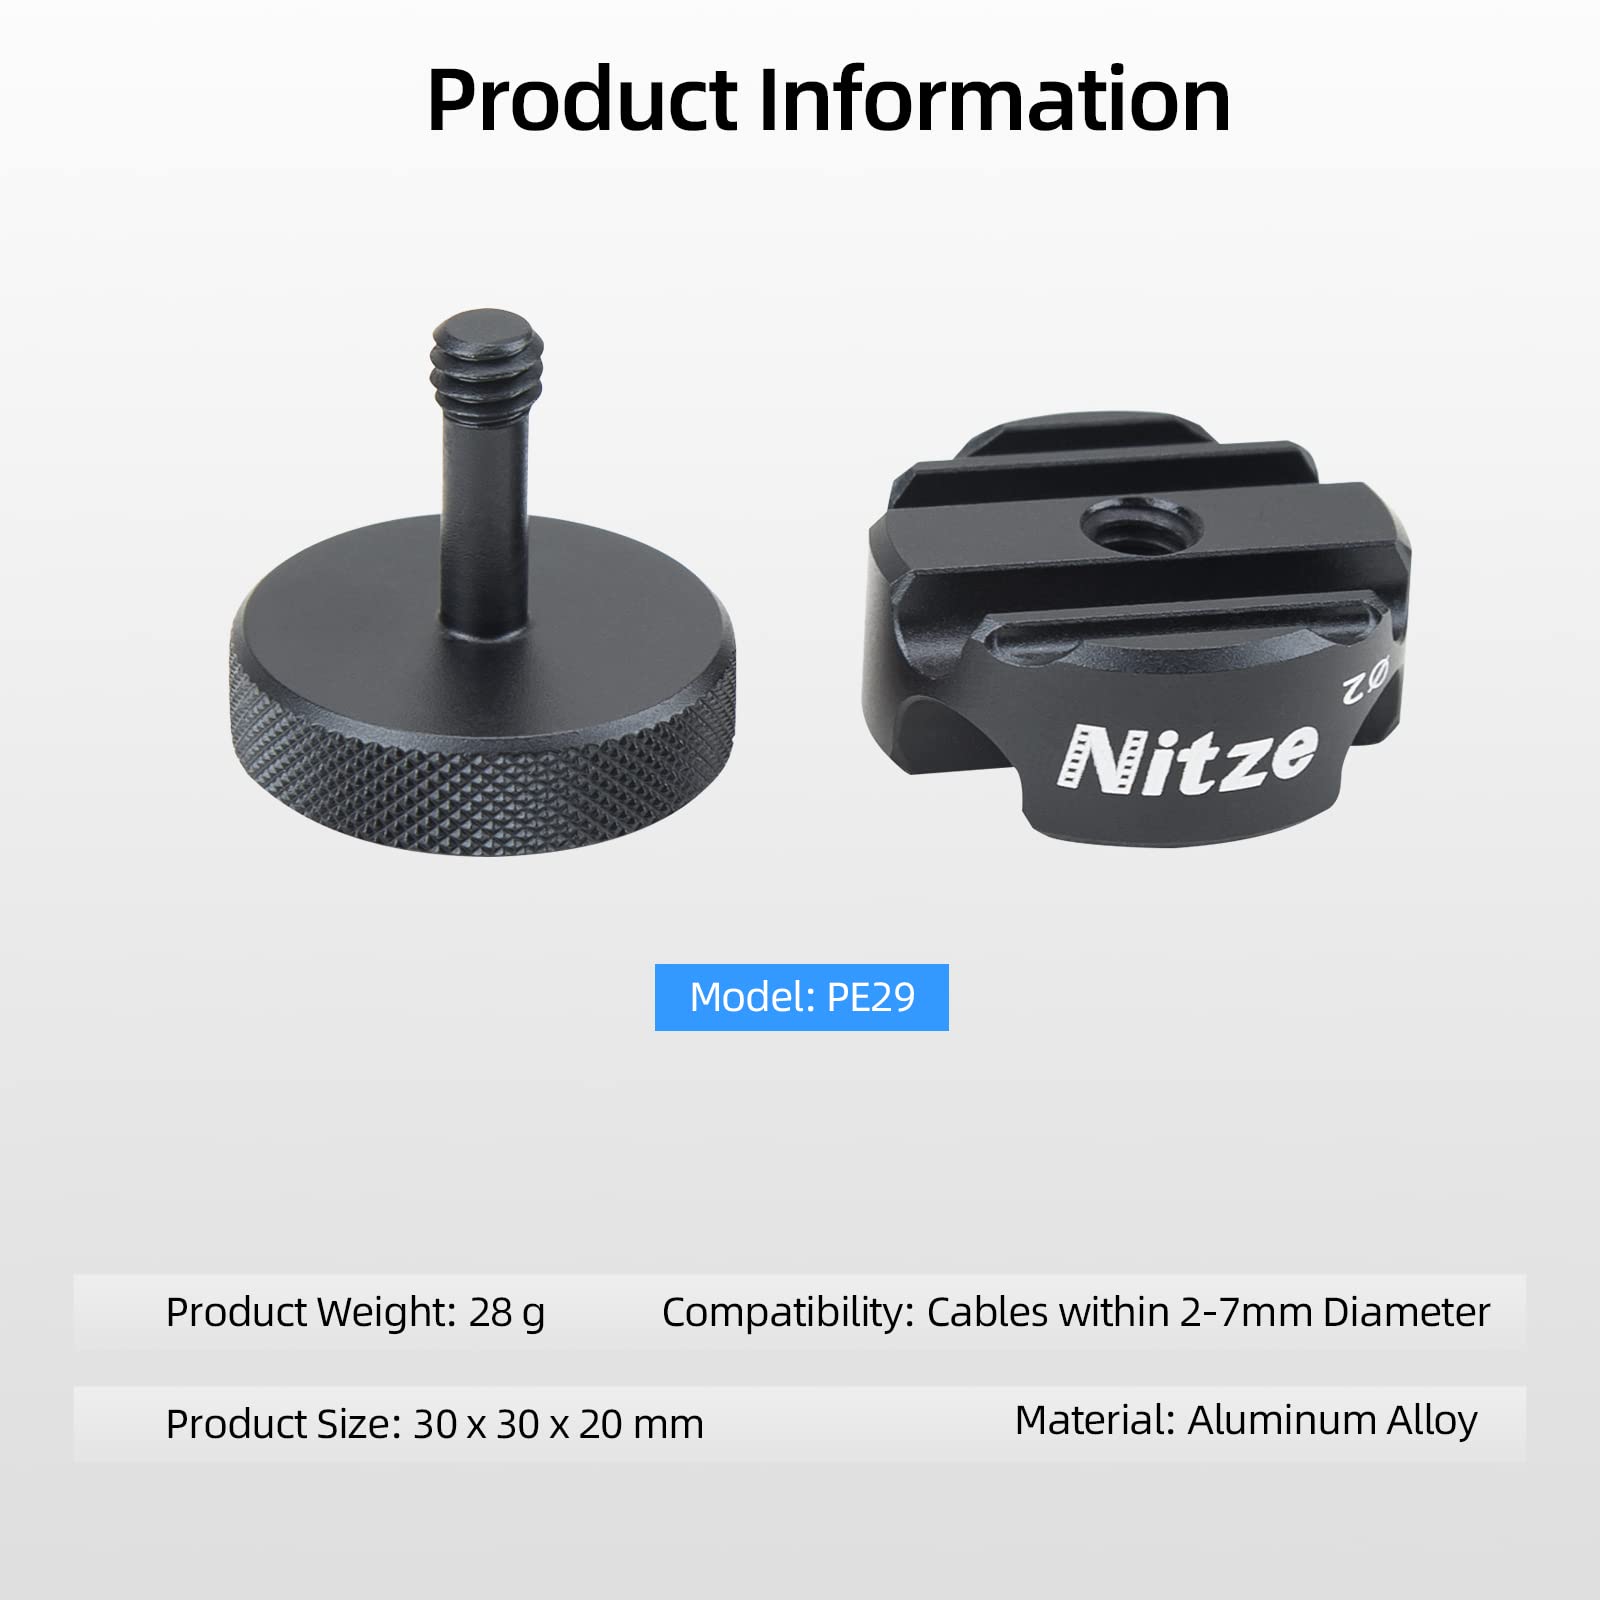 Product Information
Nitze
Ø2
Model: PE29
Product Weight: 28 g
Compatibility: Cables within 2-7mm Diameter
Product Size: 30 x 30 x 20 mm
Material: Aluminum Alloy